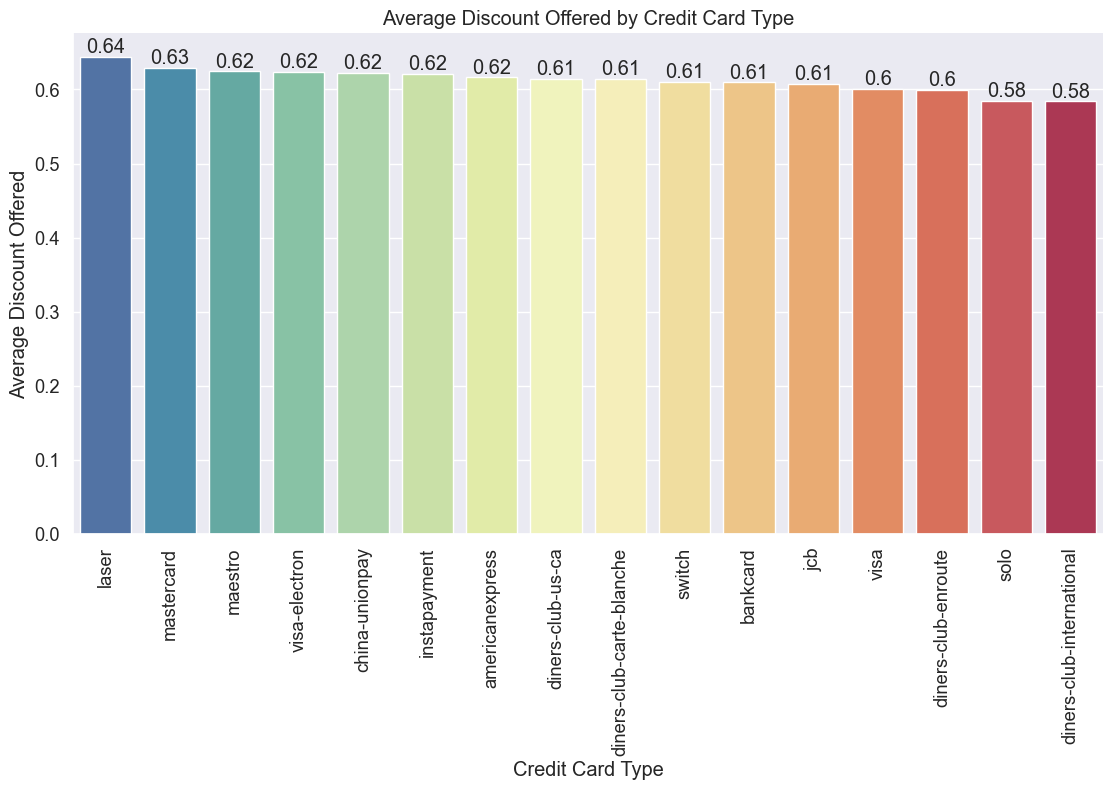 Average Discount Offered by Credit Card Type
Average Discount Offered
0.6
0.5
0.4
0.3
0.2
0.1
0.0
0.64
0.63
0.62
0.62
0.62
0.62
0.62
0.61
0.61
0.61
0.61
0.61
0.6
0.6
0.58
0.58
laser
mastercard
maestro
visa-electron
china-unionpay
instapayment
americanexpress
diners-club-us-ca
diners-club-carte-blanche
switch
bankcard
jcb
visa
diners-club-enroute
solo
diners-club-international
Credit Card Type